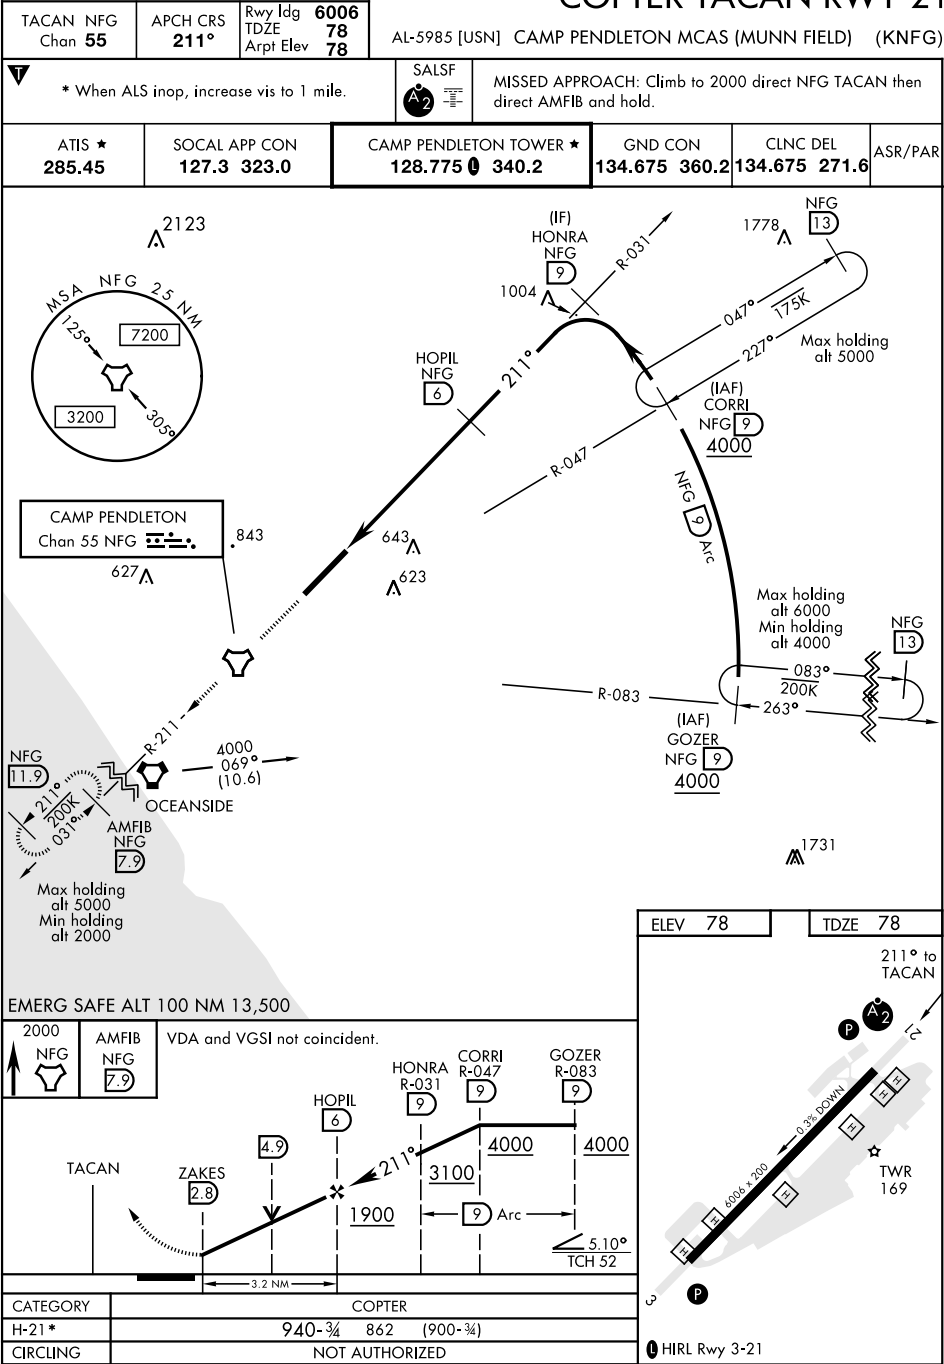 COPTER TACAN RWY 21
TACAN NFG
Chan 55
APCH CRS
211°
Rwy ldg 6006
TDZE 78
Arpt Elev 78
AL-5985 [USN] CAMP PENDLETON MCAS (MUNN FIELD) (KNFG)
T
* When ALS inop, increase vis to 1 mile.
SALSF
A2
MISSED APPROACH: Climb to 2000 direct NFG TACAN then
direct AMFIB and hold.
ATIS ★
285.45
SOCAL APP CON
127.3 323.0
CAMP PENDLETON TOWER ★
128.775 L 340.2
GND CON
134.675 360.2
CLNC DEL
134.675 271.6
ASR/PAR
2123
MSA NFG 25 NM
125°
7200
3200
305°
(IF)
HONRA
NFG
9
R-031
1004
1778
NFG
13
047°
175K
227°
Max holding
alt 5000
HOPIL
NFG
6
211°
(IAF)
CORRI
NFG 9
4000
R-047
NFG 9 Arc
CAMP PENDLETON
Chan 55 NFG
843
627
643
623
Max holding
alt 6000
Min holding
alt 4000
NFG
13
083°
200K
263°
R-083
(IAF)
GOZER
NFG 9
4000
R-211
4000
069°
(10.6)
OCEANSIDE
NFG
11.9
211°
200K
031°
AMFIB
NFG
7.9
Max holding
alt 5000
Min holding
alt 2000
1731
EMERG SAFE ALT 100 NM 13,500
ELEV 78
TDZE 78
211° to
TACAN
A2
P
21
0.3% DOWN
6006 x 200
H
H
H
H
H
H
TWR
169
3
P
L HIRL Rwy 3-21
2000
NFG
AMFIB
NFG
7.9
VDA and VGSI not coincident.
TACAN
ZAKES
2.8
4.9
HOPIL
6
HONRA
R-031
9
CORRI
R-047
9
GOZER
R-083
9
211°
1900
3100
4000
4000
9 Arc
5.10°
TCH 52
3.2 NM
CATEGORY
COPTER
H-21*
940-¾ 862 (900-¾)
CIRCLING
NOT AUTHORIZED